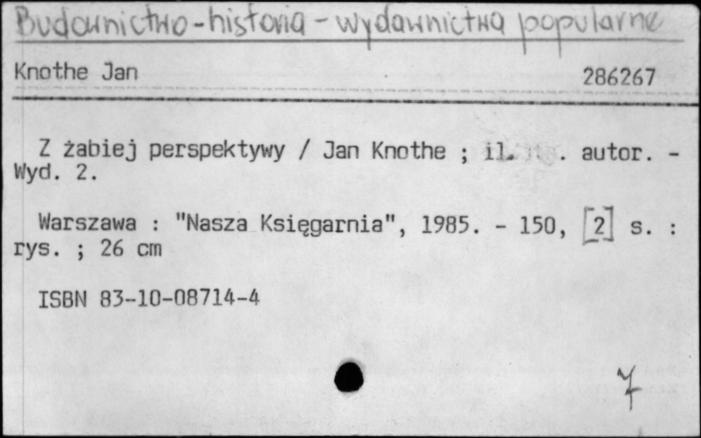 Budownictwo - historia - wydawnictwa popularne
Knothe Jan 286267
Z żabiej perspektywy / Jan Knothe ; il. . autor. -
Wyd. 2.
Warszawa : "Nasza Księgarnia", 1985. - 150, [2] s. :
rys. ; 26 cm
ISBN 83-10-08714-4
7